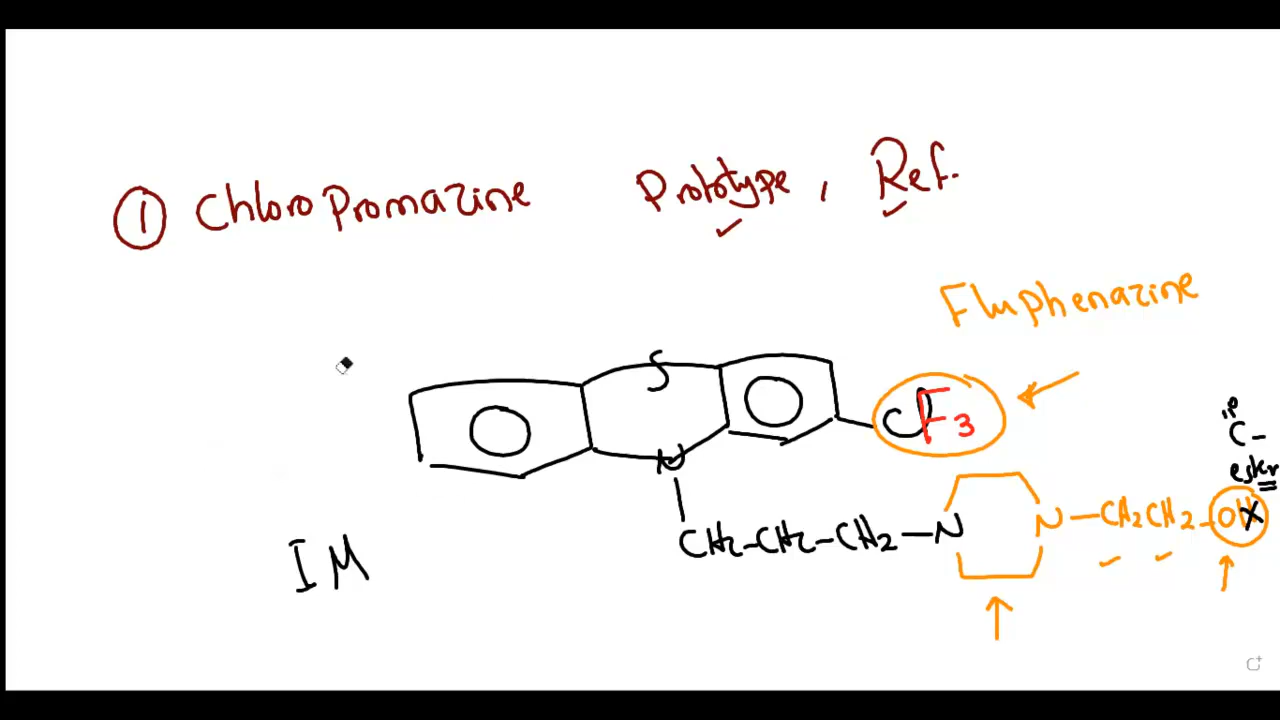 ① Chloropromazine Prototype, Ref.
Fluphenazine
S
CF3
N
CH2-CH2-CH2-N
N-CH2CH2-OH
IM